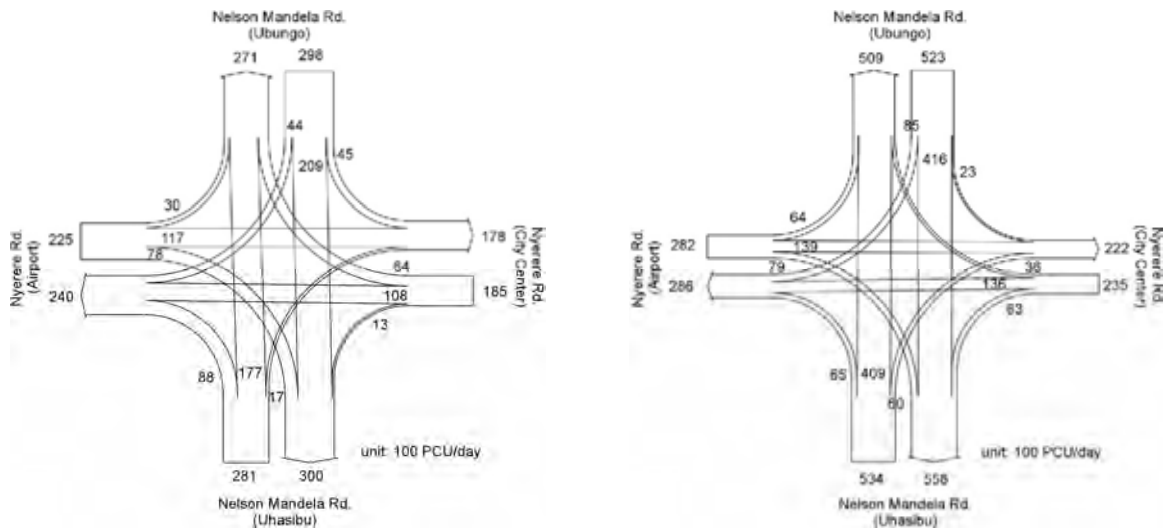 Nelson Mandela Rd.
(Ubungo)
271
298
44
45
209
30
117
78
225
Nyerere Rd.
(Airport)
240
178
Nyerere Rd.
(City Center)
185
64
108
13
88
177
17
unit: 100 PCU/day
281
300
Nelson Mandela Rd.
(Uhasibu)
Nelson Mandela Rd.
(Ubungo)
509
523
85
416
23
64
139
79
282
Nyerere Rd.
(Airport)
286
222
Nyerere Rd.
(City Center)
235
36
136
63
65
409
60
unit: 100 PCU/day
534
558
Nelson Mandela Rd.
(Uhasibu)